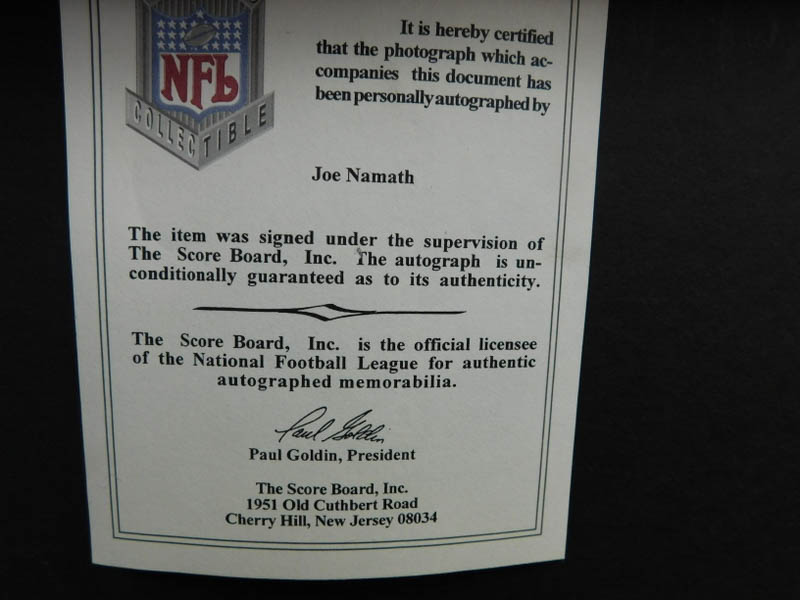 NFL
COLLECTIBLE
It is hereby certified
that the photograph which ac-
companies this document has
been personally autographed by
Joe Namath
The item was signed under the supervision of
The Score Board, Inc. The autograph is un-
conditionally guaranteed as to its authenticity.
The Score Board, Inc. is the official licensee
of the National Football League for authentic
autographed memorabilia.
Paul Goldin
Paul Goldin, President
The Score Board, Inc.
1951 Old Cuthbert Road
Cherry Hill, New Jersey 08034